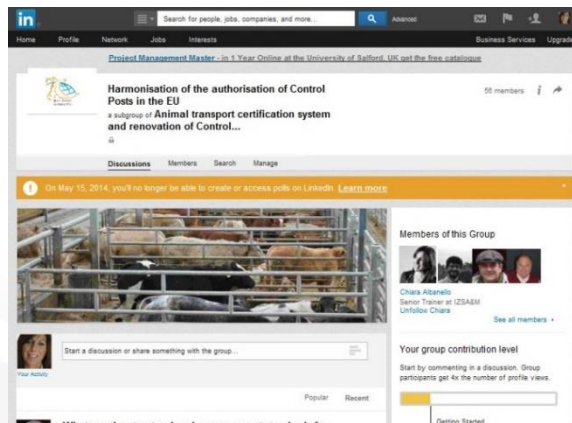 in
Search for people, jobs, companies, and more...
Advanced
Home Profile Network Jobs Interests
Business Services Upgrade
Project Management Master - in 1 Year Online at the University of Salford, UK get the free catalogue
Harmonisation of the authorisation of Control
Posts in the EU
a subgroup of Animal transport certification system
and renovation of Control...
56 members
Discussions Members Search Manage
On May 15, 2014, you'll no longer be able to create or access polls on LinkedIn. Learn more
Members of this Group
Chiara Albanello
Senior Trainer at IZSA&M
Unfollow Chiara
See all members
Start a discussion or share something with the group...
Your Activity
Your group contribution level
Start by commenting in a discussion. Group
participants get 4x the number of profile views.
Popular Recent
Getting Started